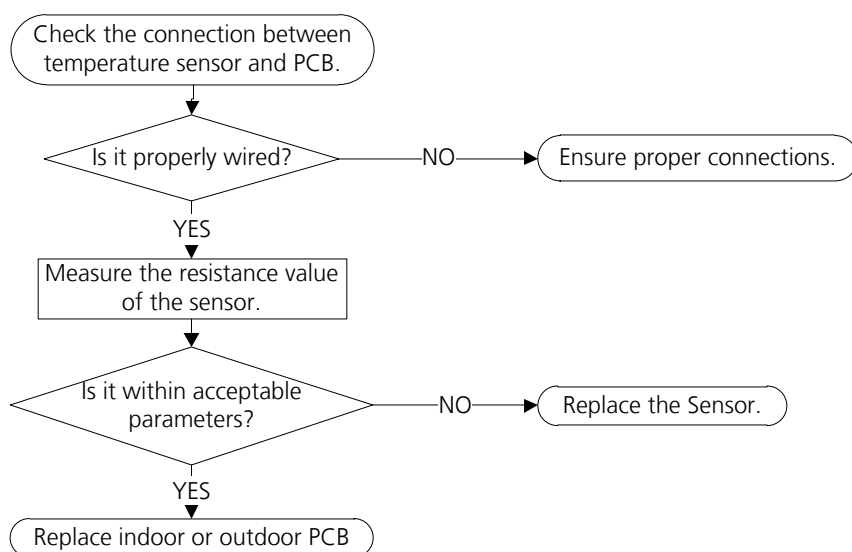 Check the connection between
temperature sensor and PCB.
Is it properly wired?
NO
Ensure proper connections.
YES
Measure the resistance value
of the sensor.
Is it within acceptable
parameters?
NO
Replace the Sensor.
YES
Replace indoor or outdoor PCB